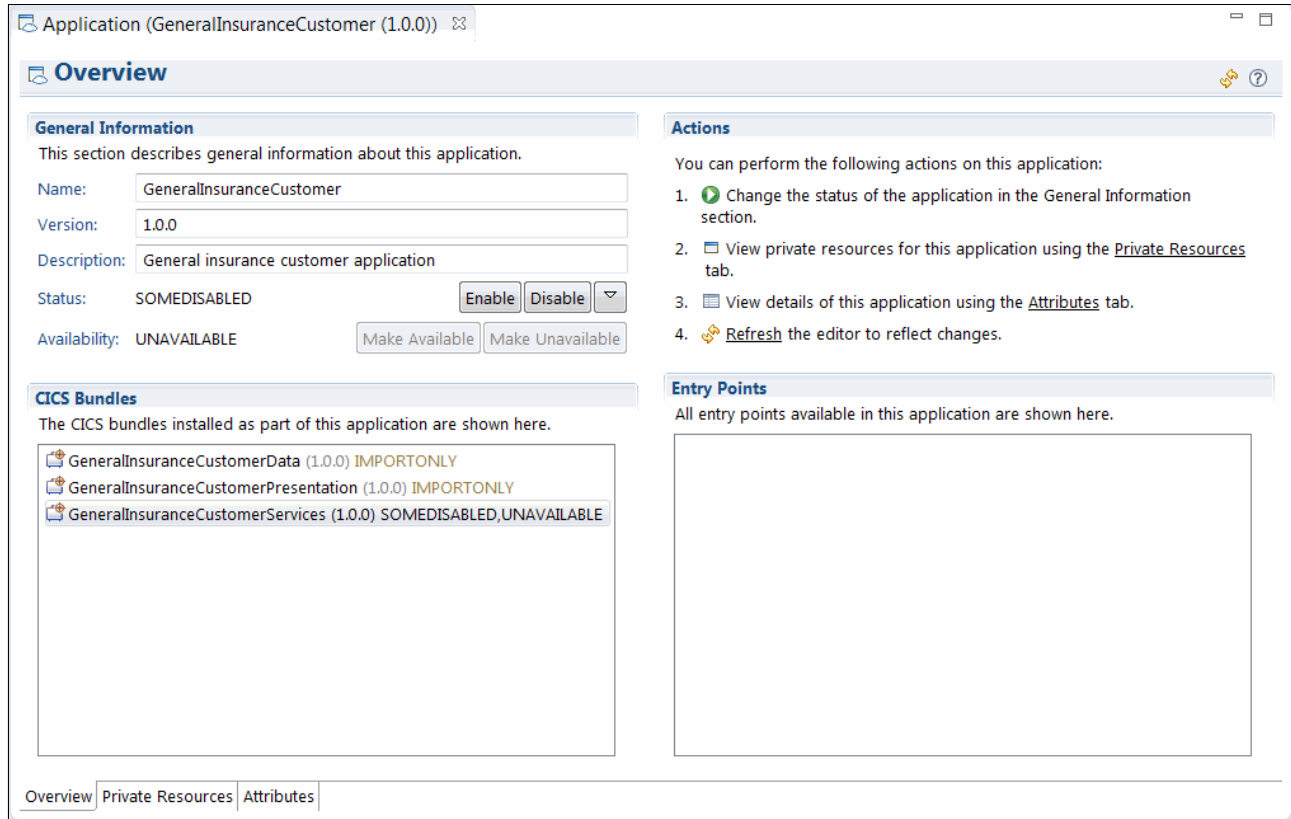 Application (GeneralInsuranceCustomer (1.0.0))
Overview
General Information
This section describes general information about this application.
Name: GeneralInsuranceCustomer
Version: 1.0.0
Description: General insurance customer application
Status: SOMEDISABLED Enable Disable
Availability: UNAVAILABLE Make Available Make Unavailable
CICS Bundles
The CICS bundles installed as part of this application are shown here.
GeneralInsuranceCustomerData (1.0.0) IMPORTONLY
GeneralInsuranceCustomerPresentation (1.0.0) IMPORTONLY
GeneralInsuranceCustomerServices (1.0.0) SOMEDISABLED,UNAVAILABLE
Actions
You can perform the following actions on this application:
1. Change the status of the application in the General Information
section.
2. View private resources for this application using the Private Resources
tab.
3. View details of this application using the Attributes tab.
4. Refresh the editor to reflect changes.
Entry Points
All entry points available in this application are shown here.
Overview Private Resources Attributes